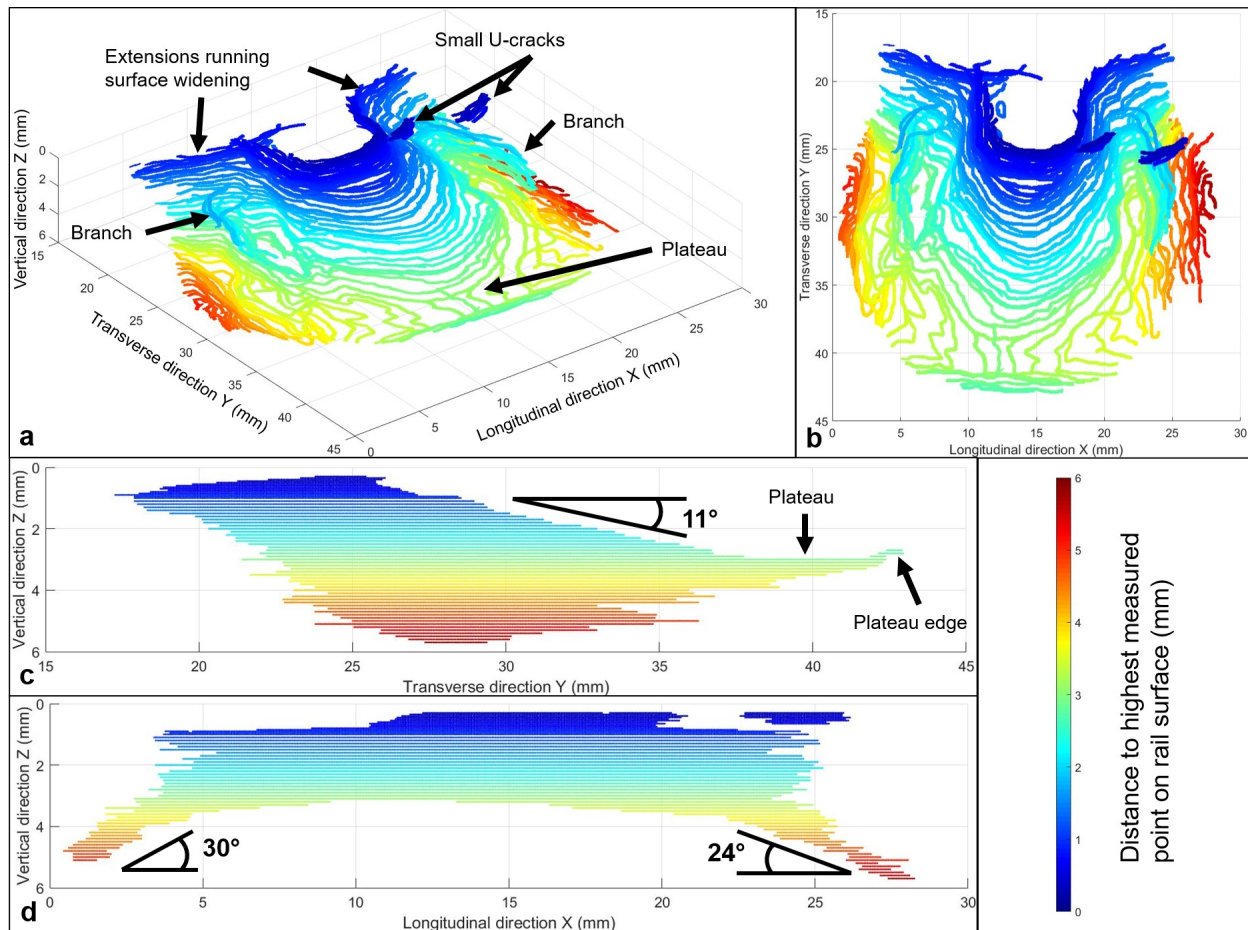 Extensions running
surface widening
Small U-cracks
Branch
Branch
Plateau
Vertical direction Z (mm)
0
2
4
6
15
20
25
30
35
40
45
Transverse direction Y (mm)
0
5
10
15
20
25
30
Longitudinal direction X (mm)
a
15
20
25
30
35
40
45
Transverse direction Y (mm)
0
5
10
15
20
25
30
Longitudinal direction X (mm)
b
0
2
4
6
Vertical direction Z (mm)
11°
Plateau
Plateau edge
15
20
25
30
35
40
45
Transverse direction Y (mm)
c
0
2
4
6
Vertical direction Z (mm)
30°
24°
0
5
10
15
20
25
30
Longitudinal direction X (mm)
d
6
5
4
3
2
1
0
Distance to highest measured
point on rail surface (mm)